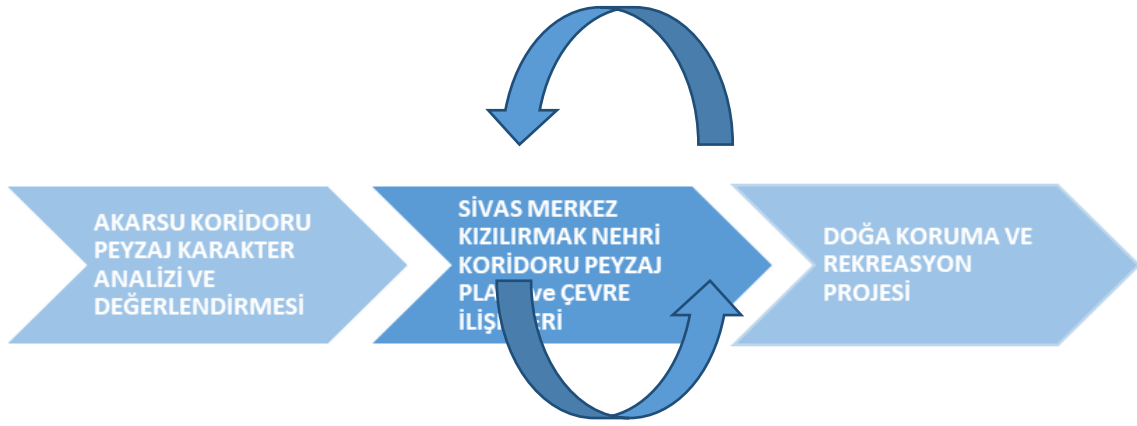 AKARSU KORİDORU
PEYZAJ KARAKTER
ANALİZİ VE
DEĞERLENDİRMESİ
SİVAS MERKEZ
KIZILIRMAK NEHRİ
KORİDORU PEYZAJ
ve ÇEVRE
DOĞA KORUMA VE
REKREASYON
PROJESİ